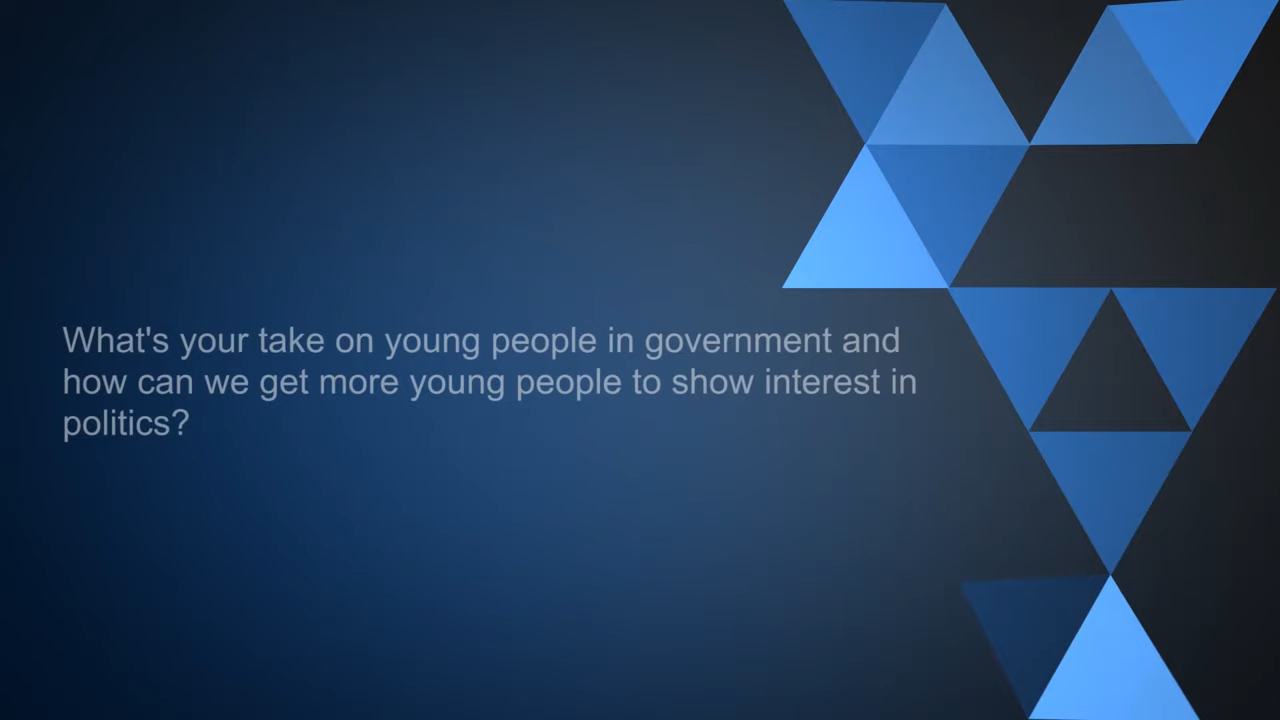 What's your take on young people in government and
how can we get more young people to show interest in
politics?